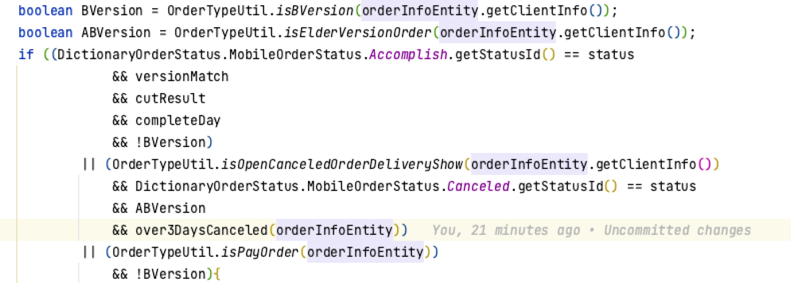 boolean BVersion = OrderTypeUtil.isBVersion(orderInfoEntity.getClientInfo());
boolean ABVersion = OrderTypeUtil.isElderVersionOrder(orderInfoEntity.getClientInfo());
if ((DictionaryOrderStatus.MobileOrderStatus.Accomplish.getStatusId() == status
&& versionMatch
&& cutResult
&& completeDay
&& !BVersion)
|| (OrderTypeUtil.isOpenCanceledOrderDeliveryShow(orderInfoEntity.getClientInfo())
&& DictionaryOrderStatus.MobileOrderStatus.Canceled.getStatusId() == status
&& ABVersion
&& over3DaysCanceled(orderInfoEntity)) You, 21 minutes ago • Uncommitted changes
|| (OrderTypeUtil.isPayOrder(orderInfoEntity))
&& !BVersion){